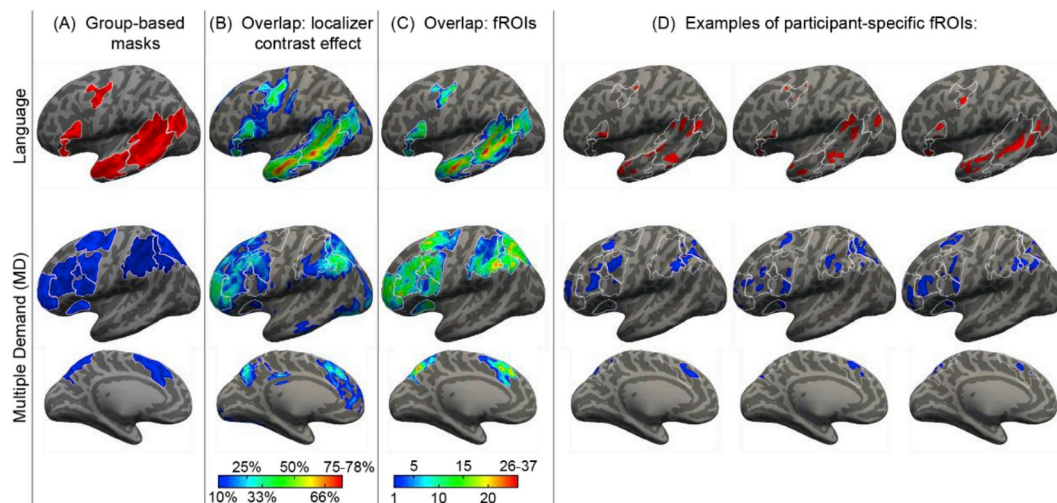 (A) Group-based
masks
(B) Overlap: localizer
contrast effect
(C) Overlap: fROIs
(D) Examples of participant-specific fROIs:
Language
Multiple Demand (MD)
25% 50% 75-78%
10% 33% 66%
5 15 26-37
1 10 20